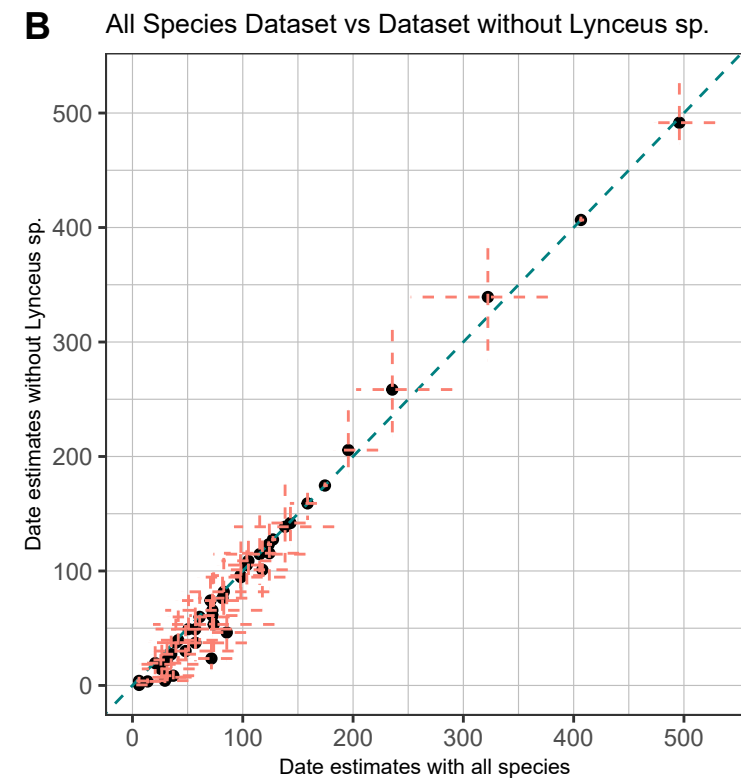 B All Species Dataset vs Dataset without Lynceus sp.
500
400
300
200
100
0
Date estimates without Lynceus sp.
0 100 200 300 400 500
Date estimates with all species